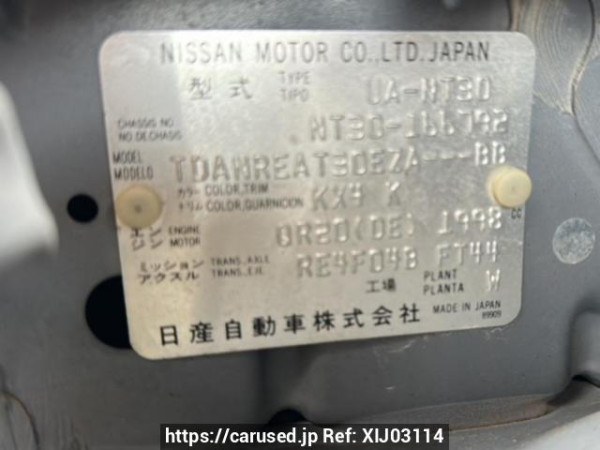 NISSAN MOTOR CO.,LTD. JAPAN
型式 TYPE TIPO UA-NT30
CHASSIS NO. NO.DE.CHASIS NT30-166792
MODEL MODELO TDANREAT30EZA---BB
カラー COLOR,TRIM トリム COLOR,GUARNICION KX4 K
エンジン ENGINE MOTOR QR20(DE) 1998 cc
ミッション アクスル TRANS.,AXLE TRANS.,EJE RE4F04B FT44
工場 PLANT PLANTA W
日産自動車株式会社 MADE IN JAPAN
89909
https://carused.jp Ref: XIJ03114